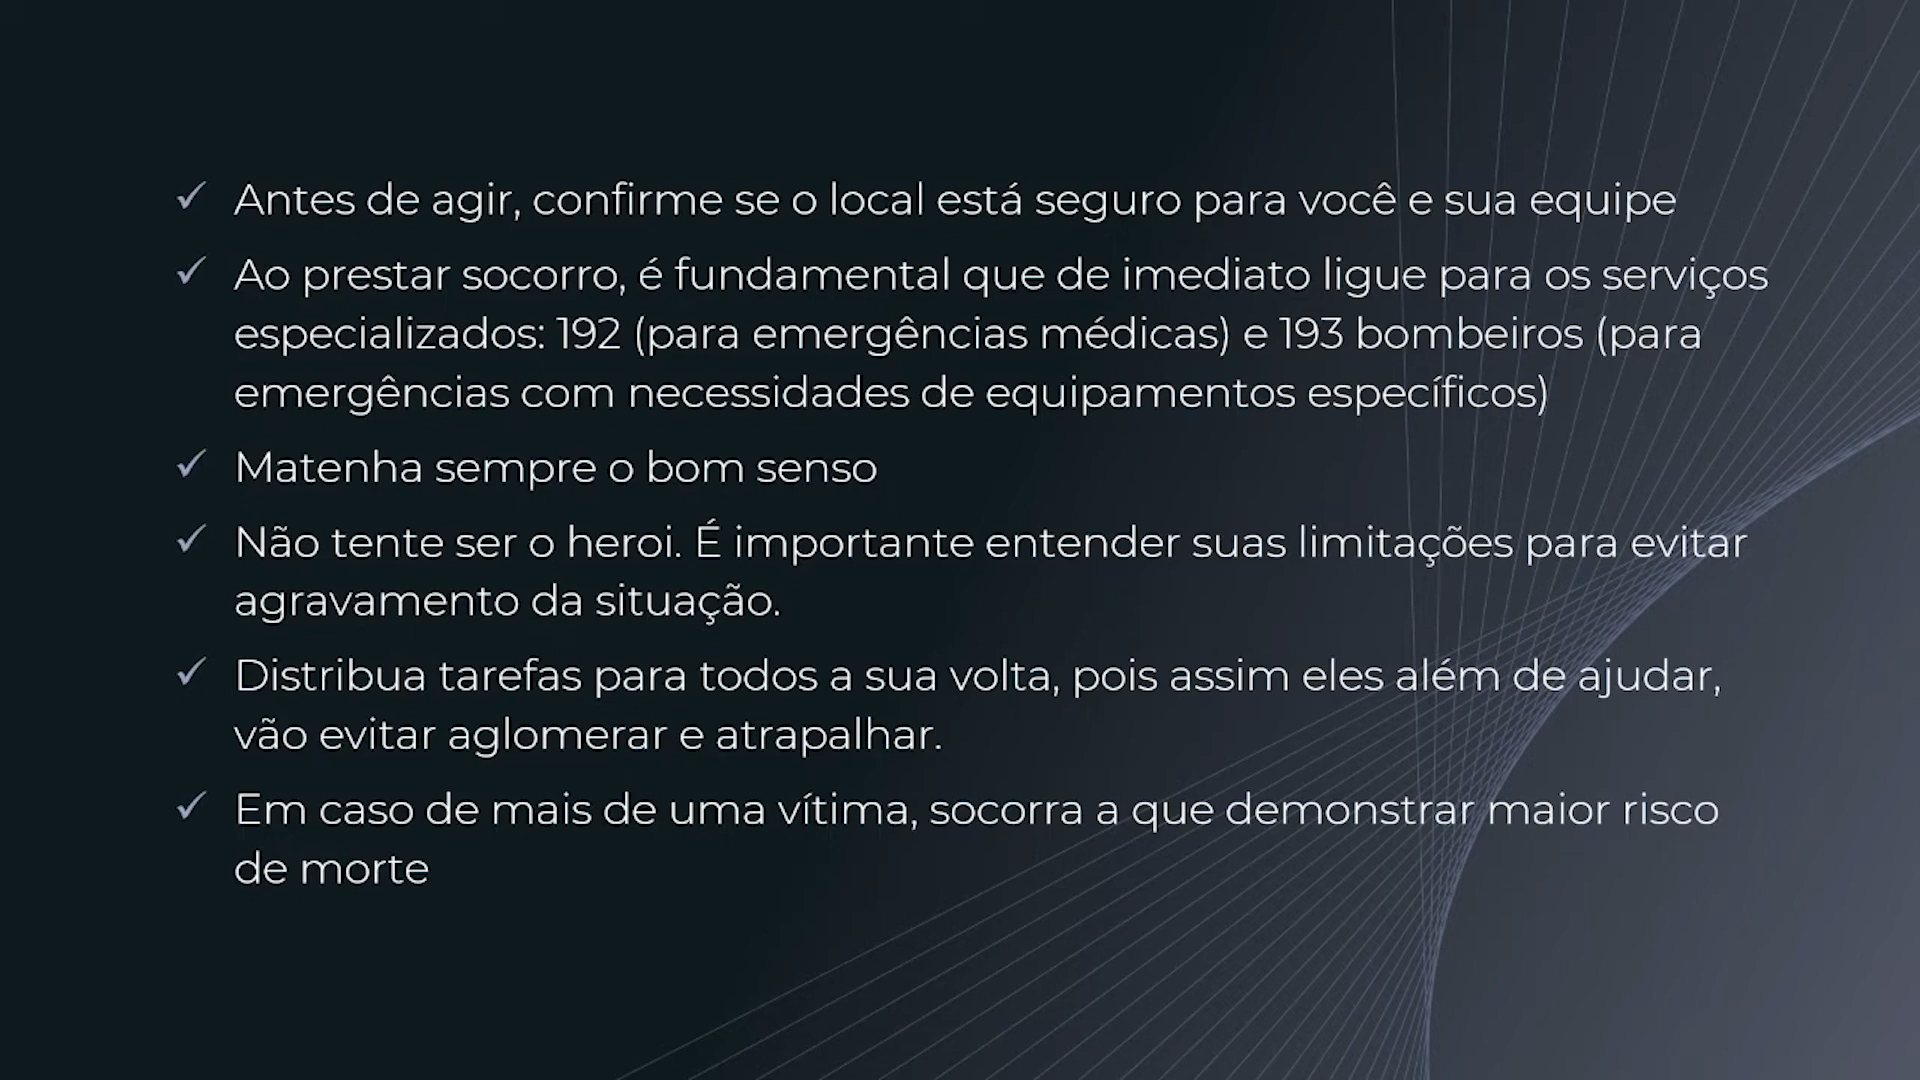 ✓ Antes de agir, confirme se o local está seguro para você e sua equipe
✓ Ao prestar socorro, é fundamental que de imediato ligue para os serviços
especializados: 192 (para emergências médicas) e 193 bombeiros (para
emergências com necessidades de equipamentos específicos)
✓ Matenha sempre o bom senso
✓ Não tente ser o heroi. É importante entender suas limitações para evitar
agravamento da situação.
✓ Distribua tarefas para todos a sua volta, pois assim eles além de ajudar,
vão evitar aglomerar e atrapalhar.
✓ Em caso de mais de uma vítima, socorra a que demonstrar maior risco
de morte